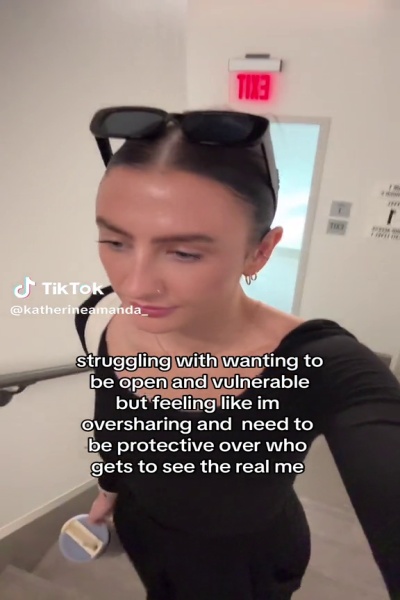 EXIT
TikTok
@katherineamanda_
struggling with wanting to
be open and vulnerable
but feeling like im
oversharing and need to
be protective over who
gets to see the real me